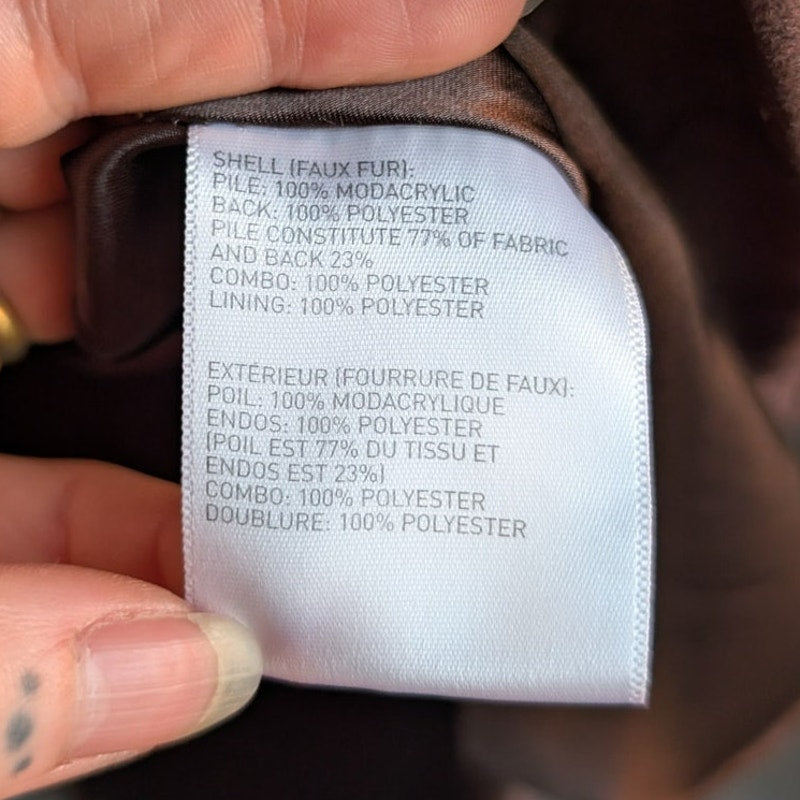 SHELL (FAUX FUR):
PILE: 100% MODACRYLIC
BACK: 100% POLYESTER
PILE CONSTITUTE 77% OF FABRIC
AND BACK 23%
COMBO: 100% POLYESTER
LINING: 100% POLYESTER
EXTÉRIEUR (FOURRURE DE FAUX):
POIL: 100% MODACRYLIQUE
ENDOS: 100% POLYESTER
(POIL EST 77% DU TISSU ET
ENDOS EST 23%)
COMBO: 100% POLYESTER
DOUBLURE: 100% POLYESTER